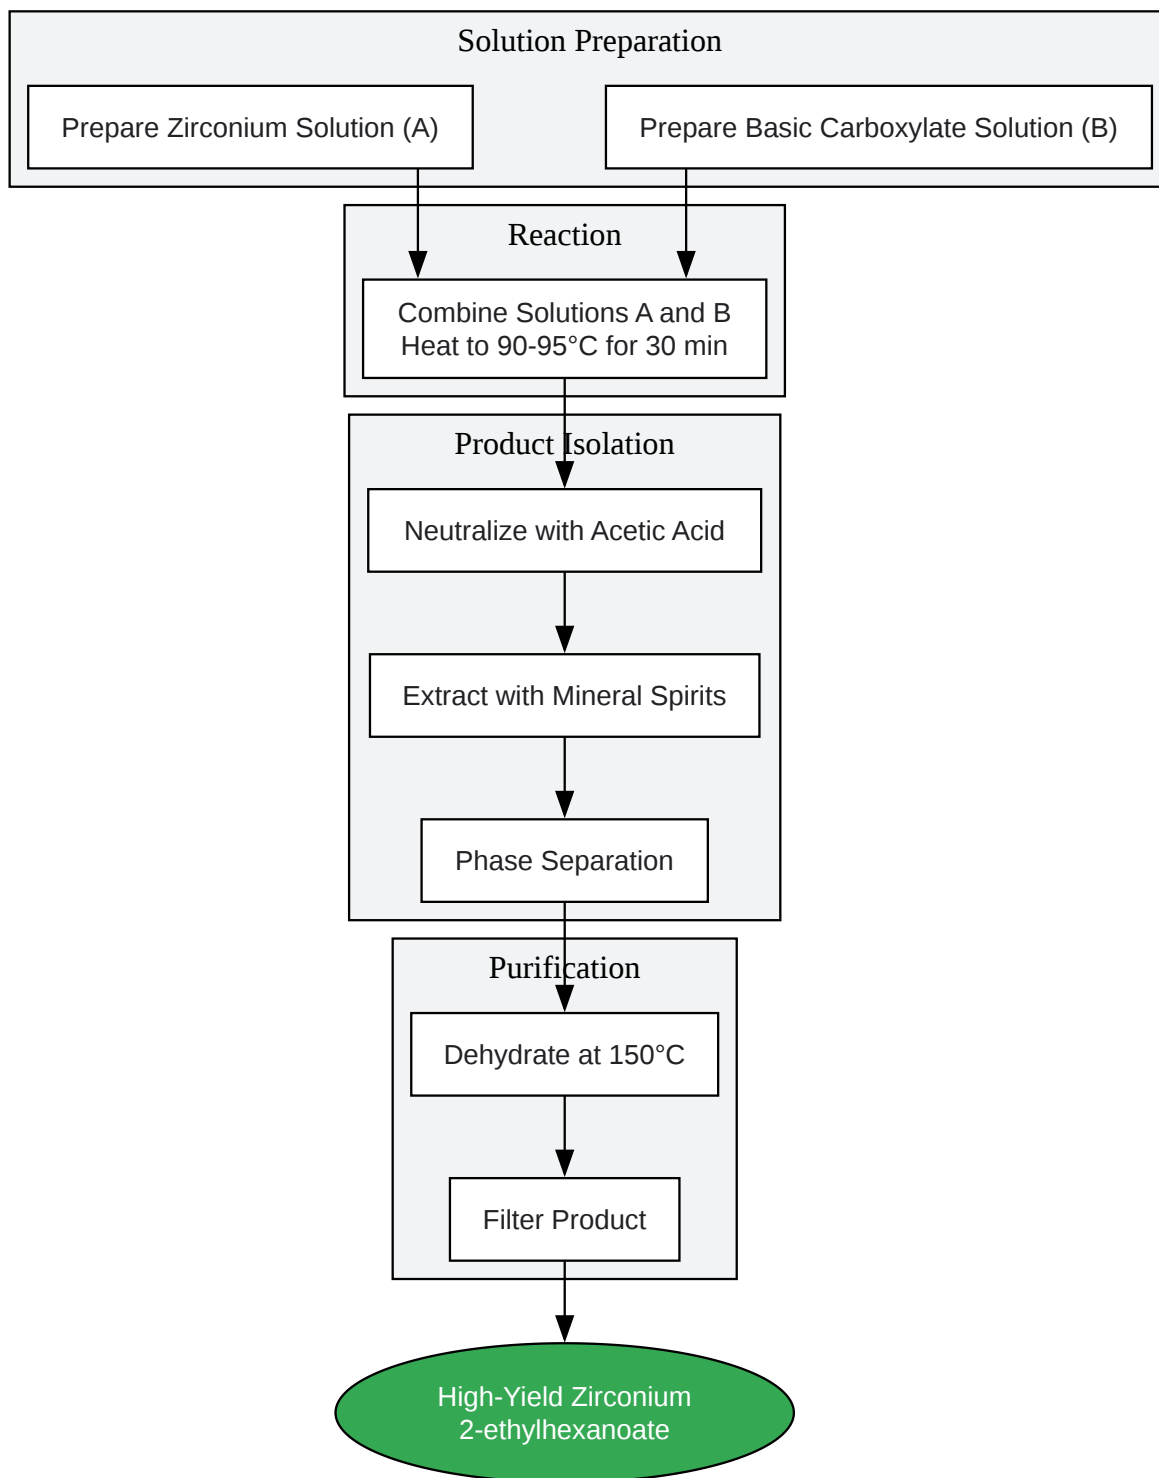 Solution Preparation
Prepare Zirconium Solution (A)
Prepare Basic Carboxylate Solution (B)
Reaction
Combine Solutions A and B
Heat to 90-95°C for 30 min
Product Isolation
Neutralize with Acetic Acid
Extract with Mineral Spirits
Phase Separation
Purification
Dehydrate at 150°C
Filter Product
High-Yield Zirconium
2-ethylhexanoate